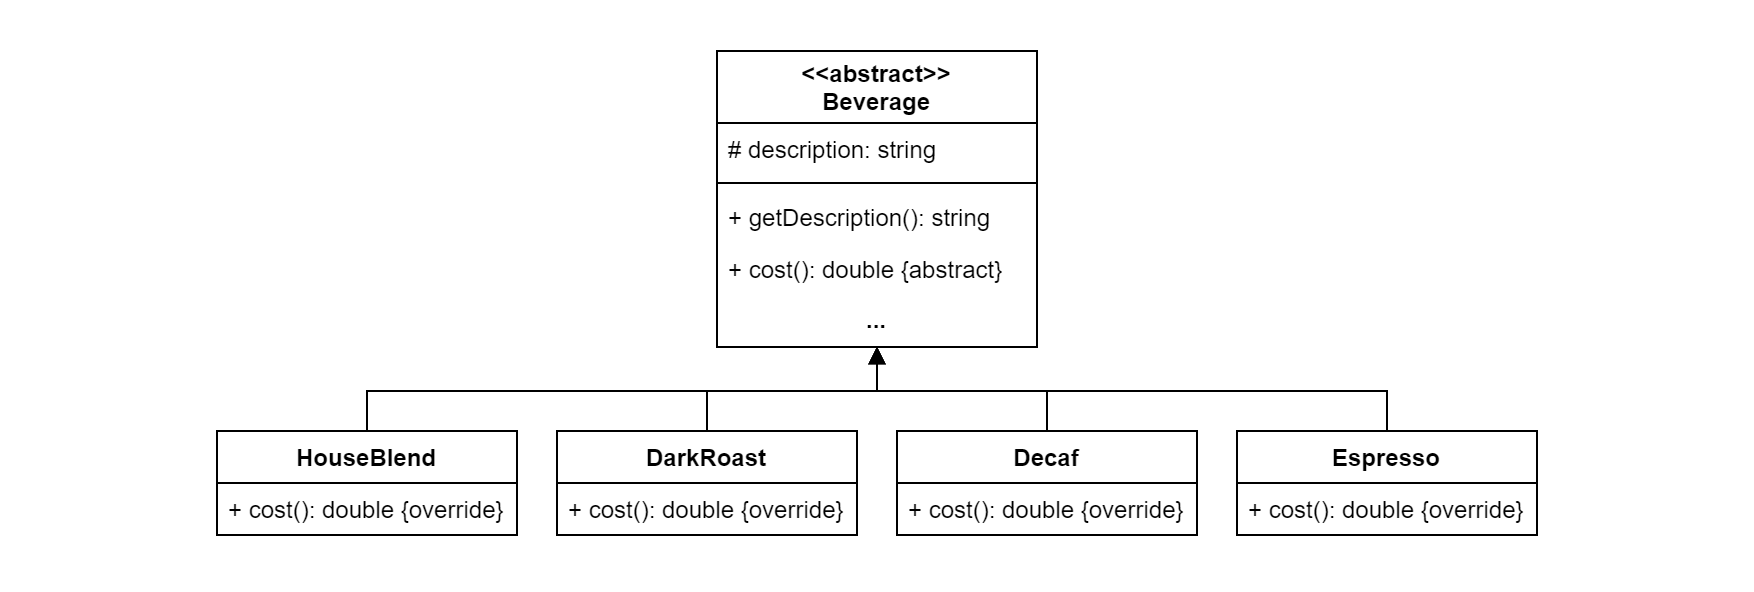 <<abstract>>
Beverage
# description: string
+ getDescription(): string
+ cost(): double {abstract}
...
HouseBlend
+ cost(): double {override}
DarkRoast
+ cost(): double {override}
Decaf
+ cost(): double {override}
Espresso
+ cost(): double {override}